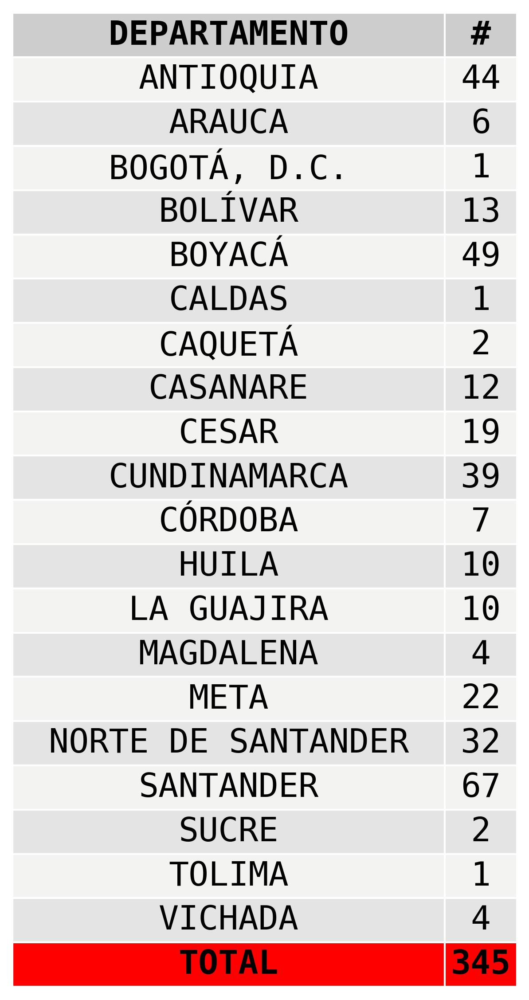 DEPARTAMENTO #
ANTIOQUIA 44
ARAUCA 6
BOGOTÁ, D.C. 1
BOLÍVAR 13
BOYACÁ 49
CALDAS 1
CAQUETÁ 2
CASANARE 12
CESAR 19
CUNDINAMARCA 39
CÓRDOBA 7
HUILA 10
LA GUAJIRA 10
MAGDALENA 4
META 22
NORTE DE SANTANDER 32
SANTANDER 67
SUCRE 2
TOLIMA 1
VICHADA 4
TOTAL 345